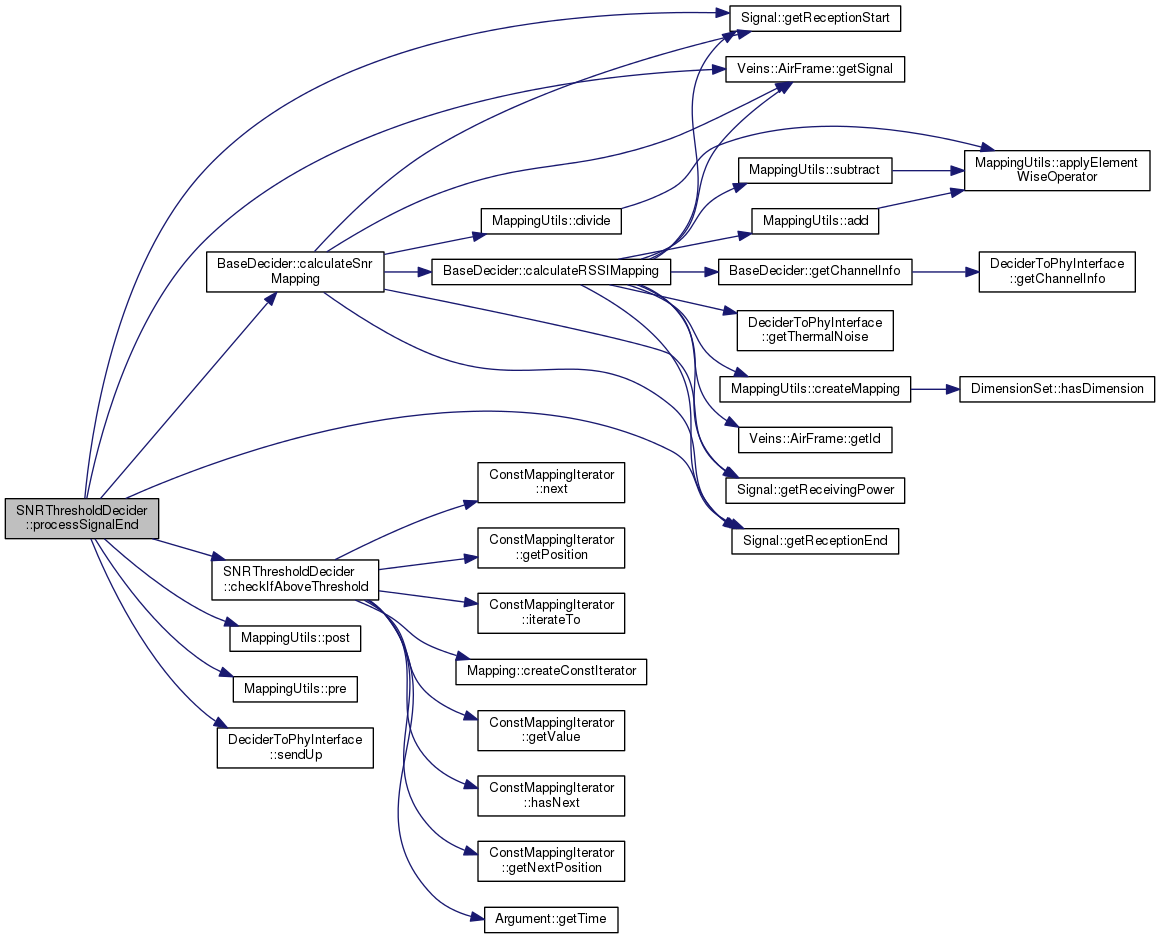 Signal::getReceptionStart
Veins::AirFrame::getSignal
MappingUtils::applyElement
WiseOperator
MappingUtils::subtract
MappingUtils::divide
MappingUtils::add
BaseDecider::calculateSnr
Mapping
BaseDecider::calculateRSSIMapping
BaseDecider::getChannelInfo
DeciderToPhyInterface
::getChannelInfo
DeciderToPhyInterface
::getThermalNoise
MappingUtils::createMapping
DimensionSet::hasDimension
Veins::AirFrame::getId
Signal::getReceivingPower
Signal::getReceptionEnd
SNRThresholdDecider
::processSignalEnd
ConstMappingIterator
::next
ConstMappingIterator
::getPosition
SNRThresholdDecider
::checkIfAboveThreshold
ConstMappingIterator
::iterateTo
MappingUtils::post
Mapping::createConstIterator
MappingUtils::pre
ConstMappingIterator
::getValue
DeciderToPhyInterface
::sendUp
ConstMappingIterator
::hasNext
ConstMappingIterator
::getNextPosition
Argument::getTime